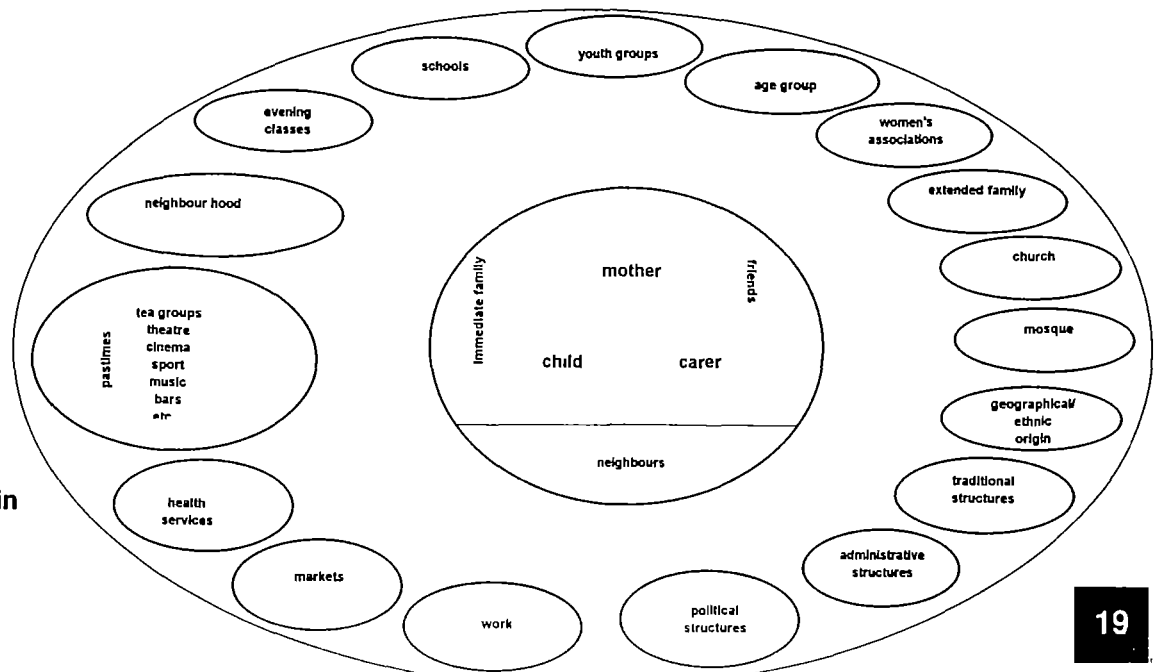 youth groups
schools
age group
evening
classes
women's
associations
neighbour hood
extended family
church
mosque
geographical/
ethnic
origin
traditional
structures
administrative
structures
political
structures
work
markets
health
services
pastimes
tea groups
theatre
cinema
sport
music
bars
etc
immediate family
mother
friends
child carer
neighbours
in
19